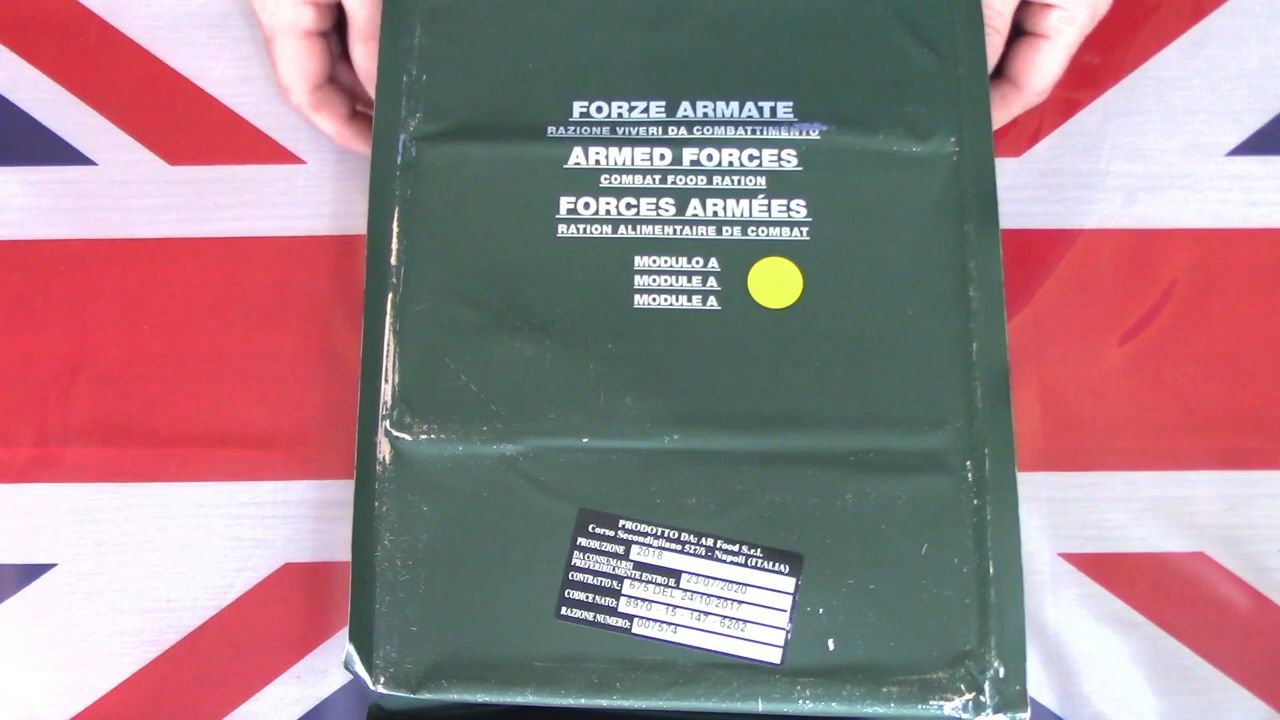 FORZE ARMATE
RAZIONE VIVERI DA COMBATTIMENTO
ARMED FORCES
COMBAT FOOD RATION
FORCES ARMÉES
RATION ALIMENTAIRE DE COMBAT
MODULO A
MODULE A
MODULE A
PRODOTTO DA: AR Food S.r.l.
Corso Secondigliano 527/i - Napoli (ITALIA)
PRODUZIONE 2018
DA CONSUMARSI
PREFERIBILMENTE ENTRO IL 23/07/2020
CONTRATTO N.: 675 DEL 24/10/2017
CODICE NATO: 8970 - 15 - 147 - 6202
RAZIONE NUMERO: 007574